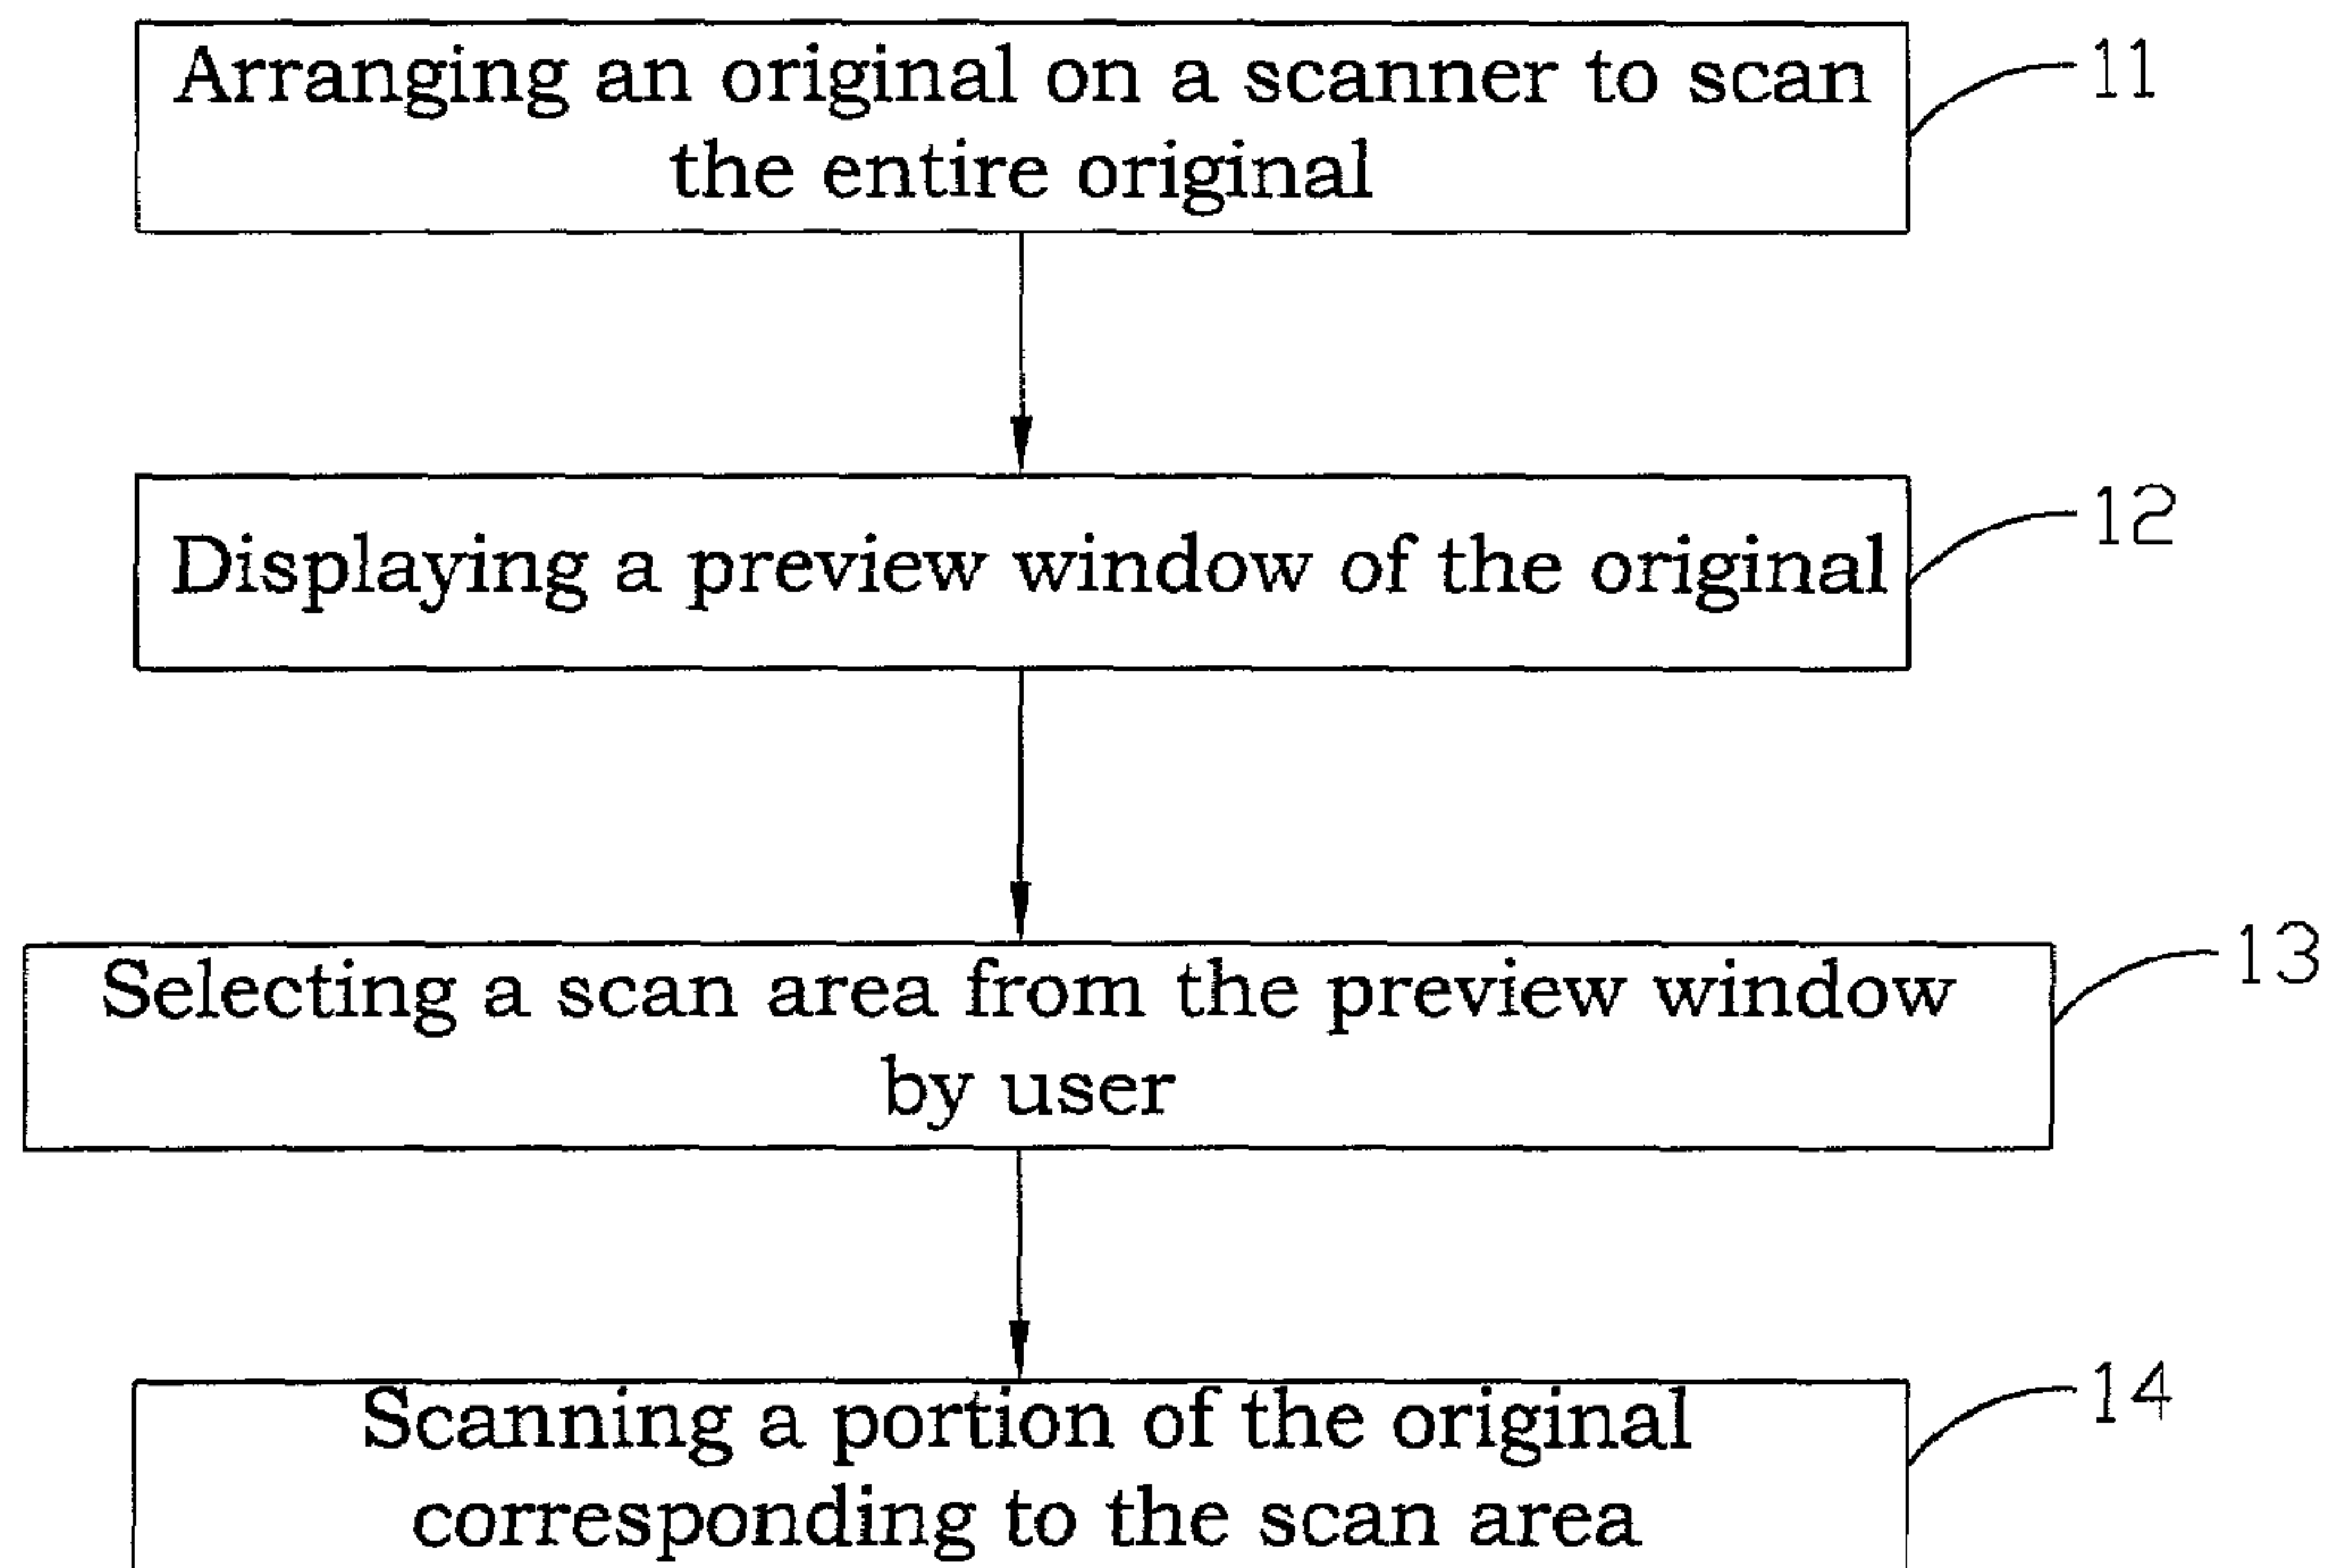 Arranging an original on a scanner to scan
the entire original
11
Displaying a preview window of the original
12
Selecting a scan area from the preview window
by user
13
Scanning a portion of the original
corresponding to the scan area
14